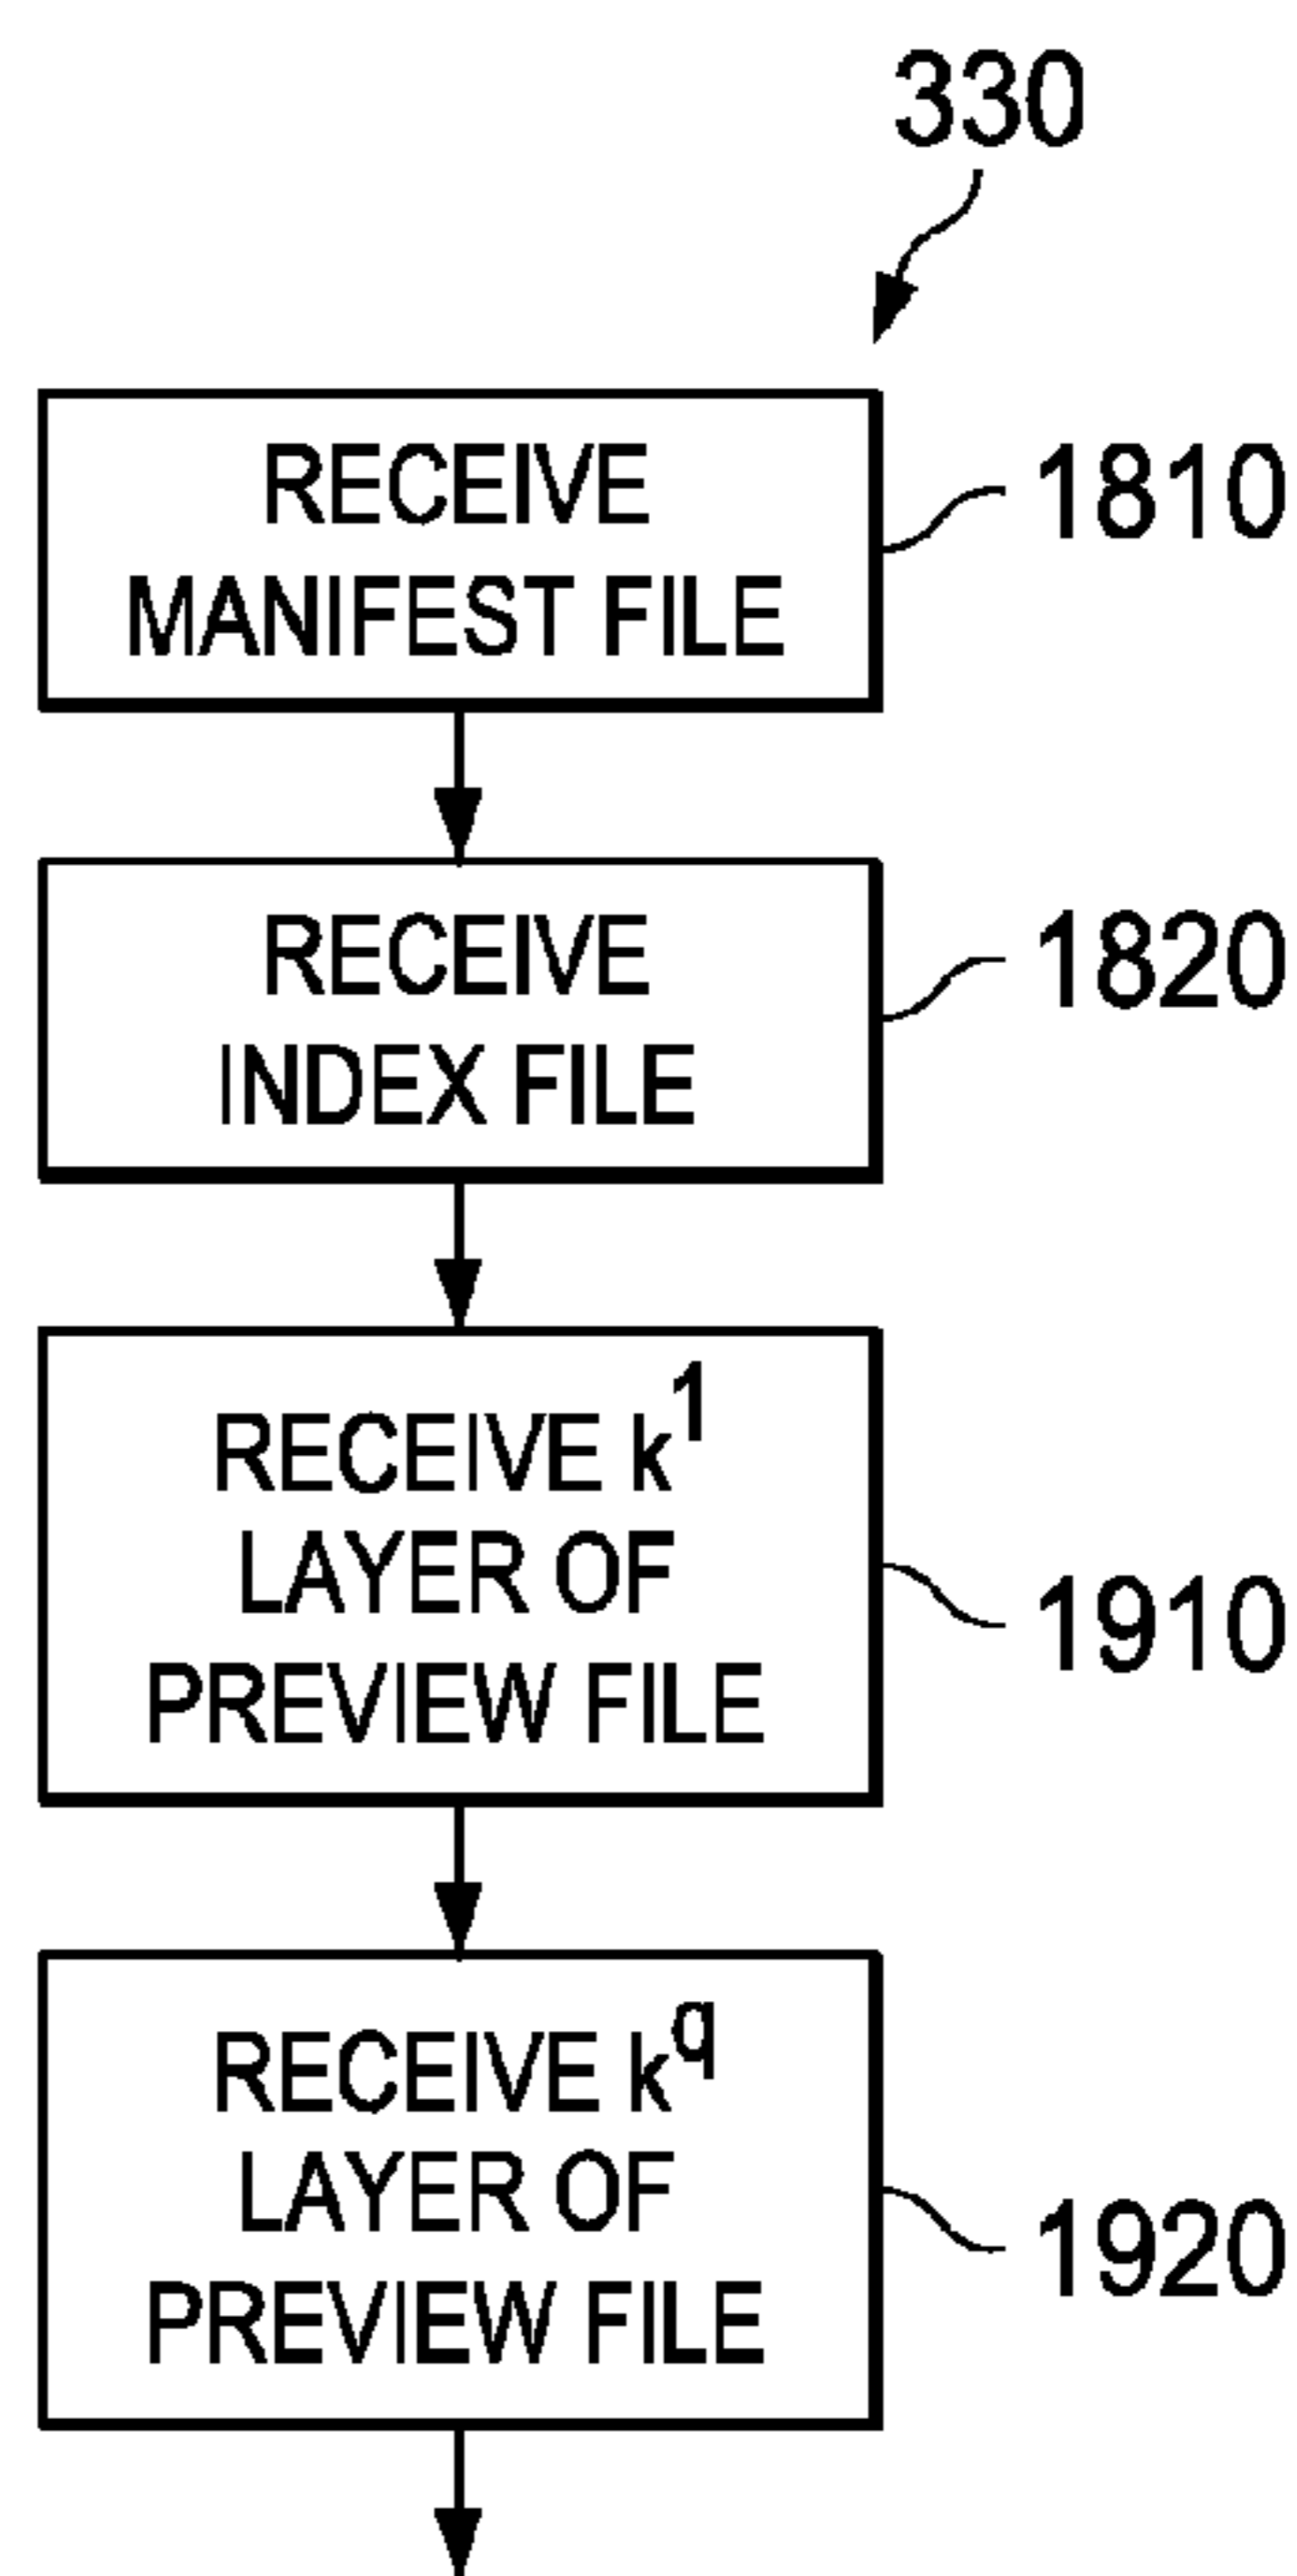 330
RECEIVE
MANIFEST FILE
1810
RECEIVE
INDEX FILE
1820
RECEIVE k¹
LAYER OF
PREVIEW FILE
1910
RECEIVE k^q
LAYER OF
PREVIEW FILE
1920